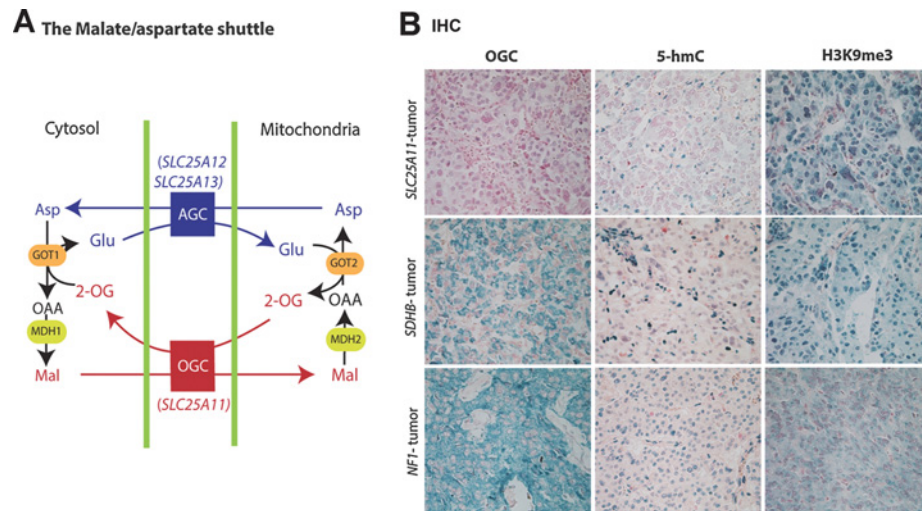 A The Malate/aspartate shuttle
Cytosol
Mitochondria
(SLC25A12
SLC25A13)
Asp
AGC
Asp
Glu
Glu
GOT1
GOT2
2-OG
2-OG
OAA
OAA
MDH1
MDH2
OGC
Mal
Mal
(SLC25A11)
B IHC
OGC
5-hmC
H3K9me3
SLC25A11-tumor
SDHB- tumor
NF1- tumor